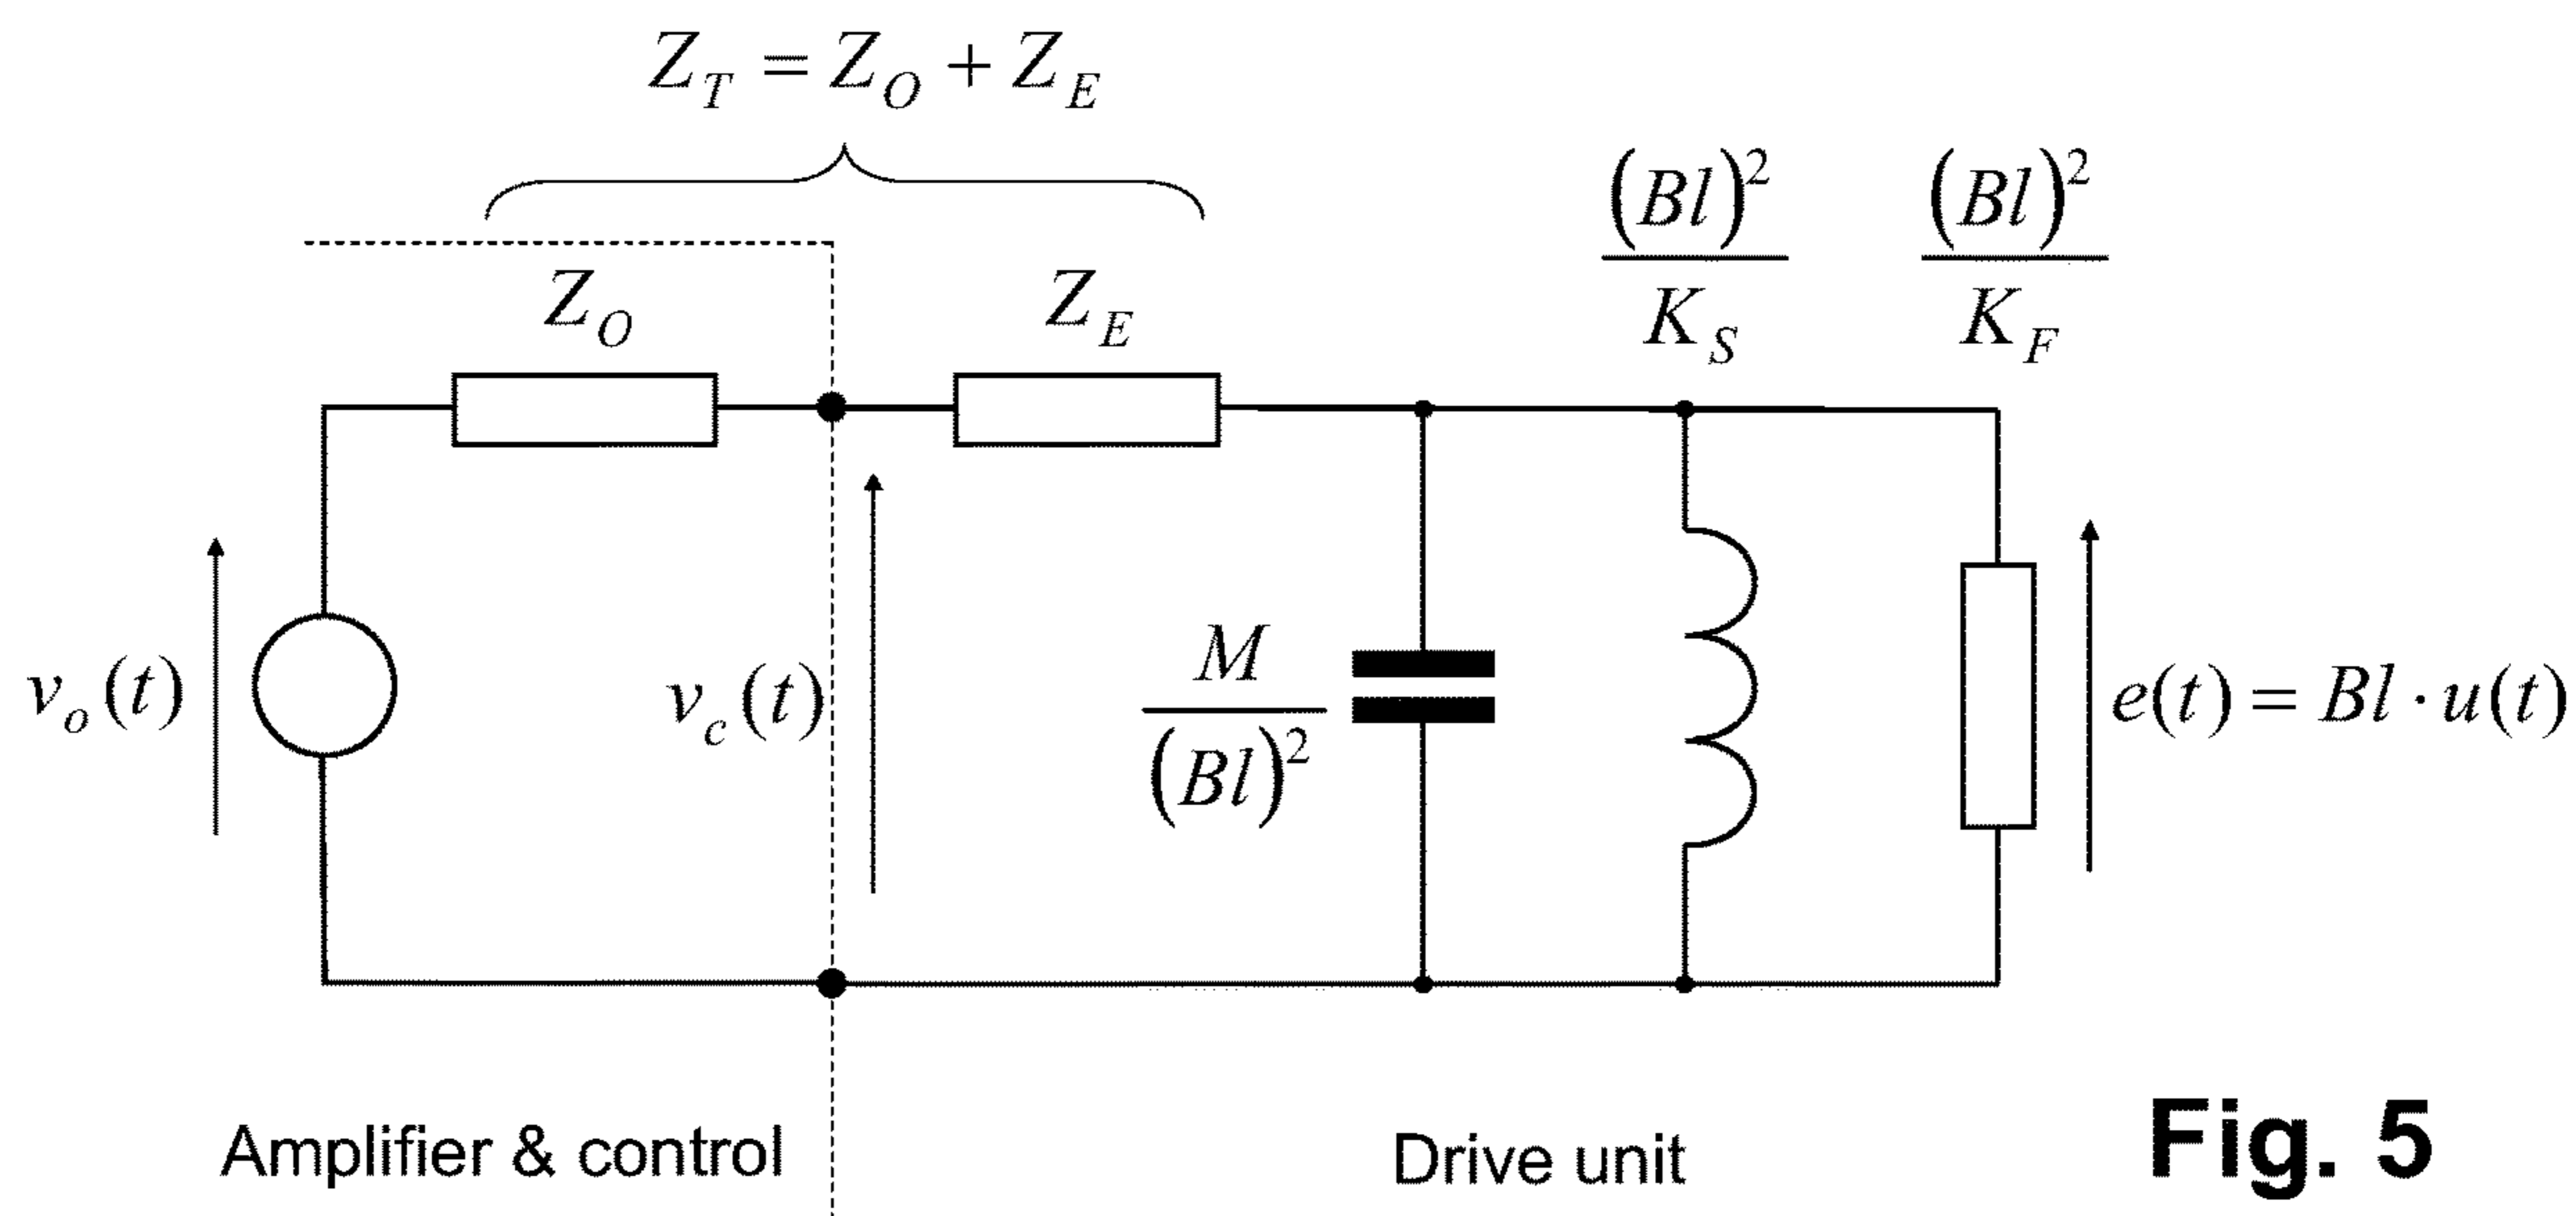 Z_T = Z_O + Z_E
Z_O
Z_E
(Bl)²/K_S
(Bl)²/K_F
v_o(t)
v_c(t)
M/(Bl)²
e(t) = Bl · u(t)
Amplifier & control
Drive unit
Fig. 5